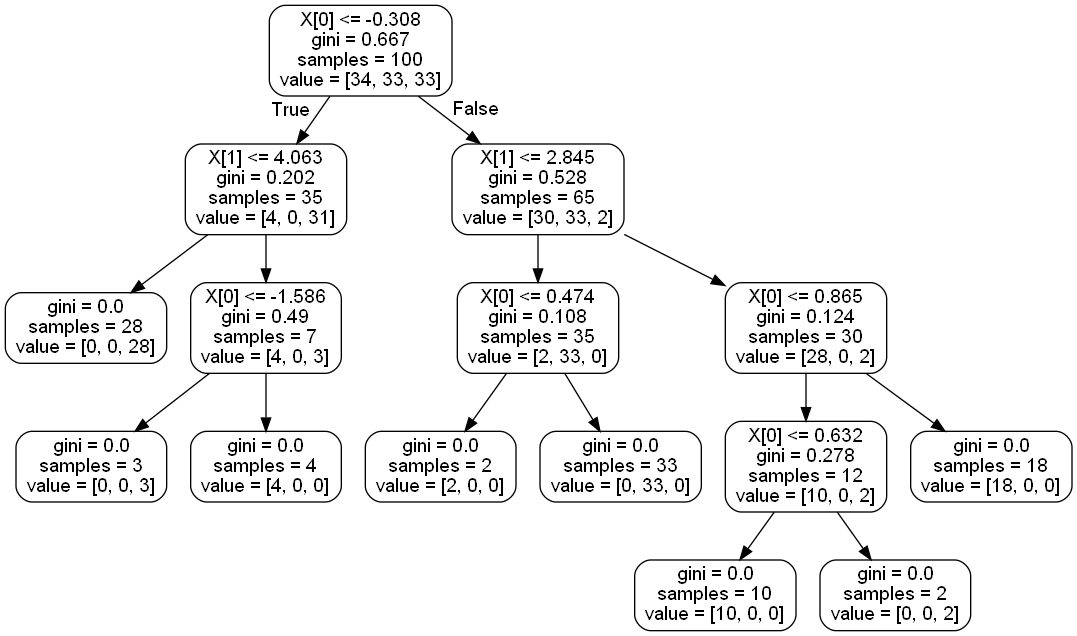 X[0] <= -0.308
gini = 0.667
samples = 100
value = [34, 33, 33]
True
False
X[1] <= 4.063
gini = 0.202
samples = 35
value = [4, 0, 31]
X[1] <= 2.845
gini = 0.528
samples = 65
value = [30, 33, 2]
gini = 0.0
samples = 28
value = [0, 0, 28]
X[0] <= -1.586
gini = 0.49
samples = 7
value = [4, 0, 3]
X[0] <= 0.474
gini = 0.108
samples = 35
value = [2, 33, 0]
X[0] <= 0.865
gini = 0.124
samples = 30
value = [28, 0, 2]
gini = 0.0
samples = 3
value = [0, 0, 3]
gini = 0.0
samples = 4
value = [4, 0, 0]
gini = 0.0
samples = 2
value = [2, 0, 0]
gini = 0.0
samples = 33
value = [0, 33, 0]
X[0] <= 0.632
gini = 0.278
samples = 12
value = [10, 0, 2]
gini = 0.0
samples = 18
value = [18, 0, 0]
gini = 0.0
samples = 10
value = [10, 0, 0]
gini = 0.0
samples = 2
value = [0, 0, 2]